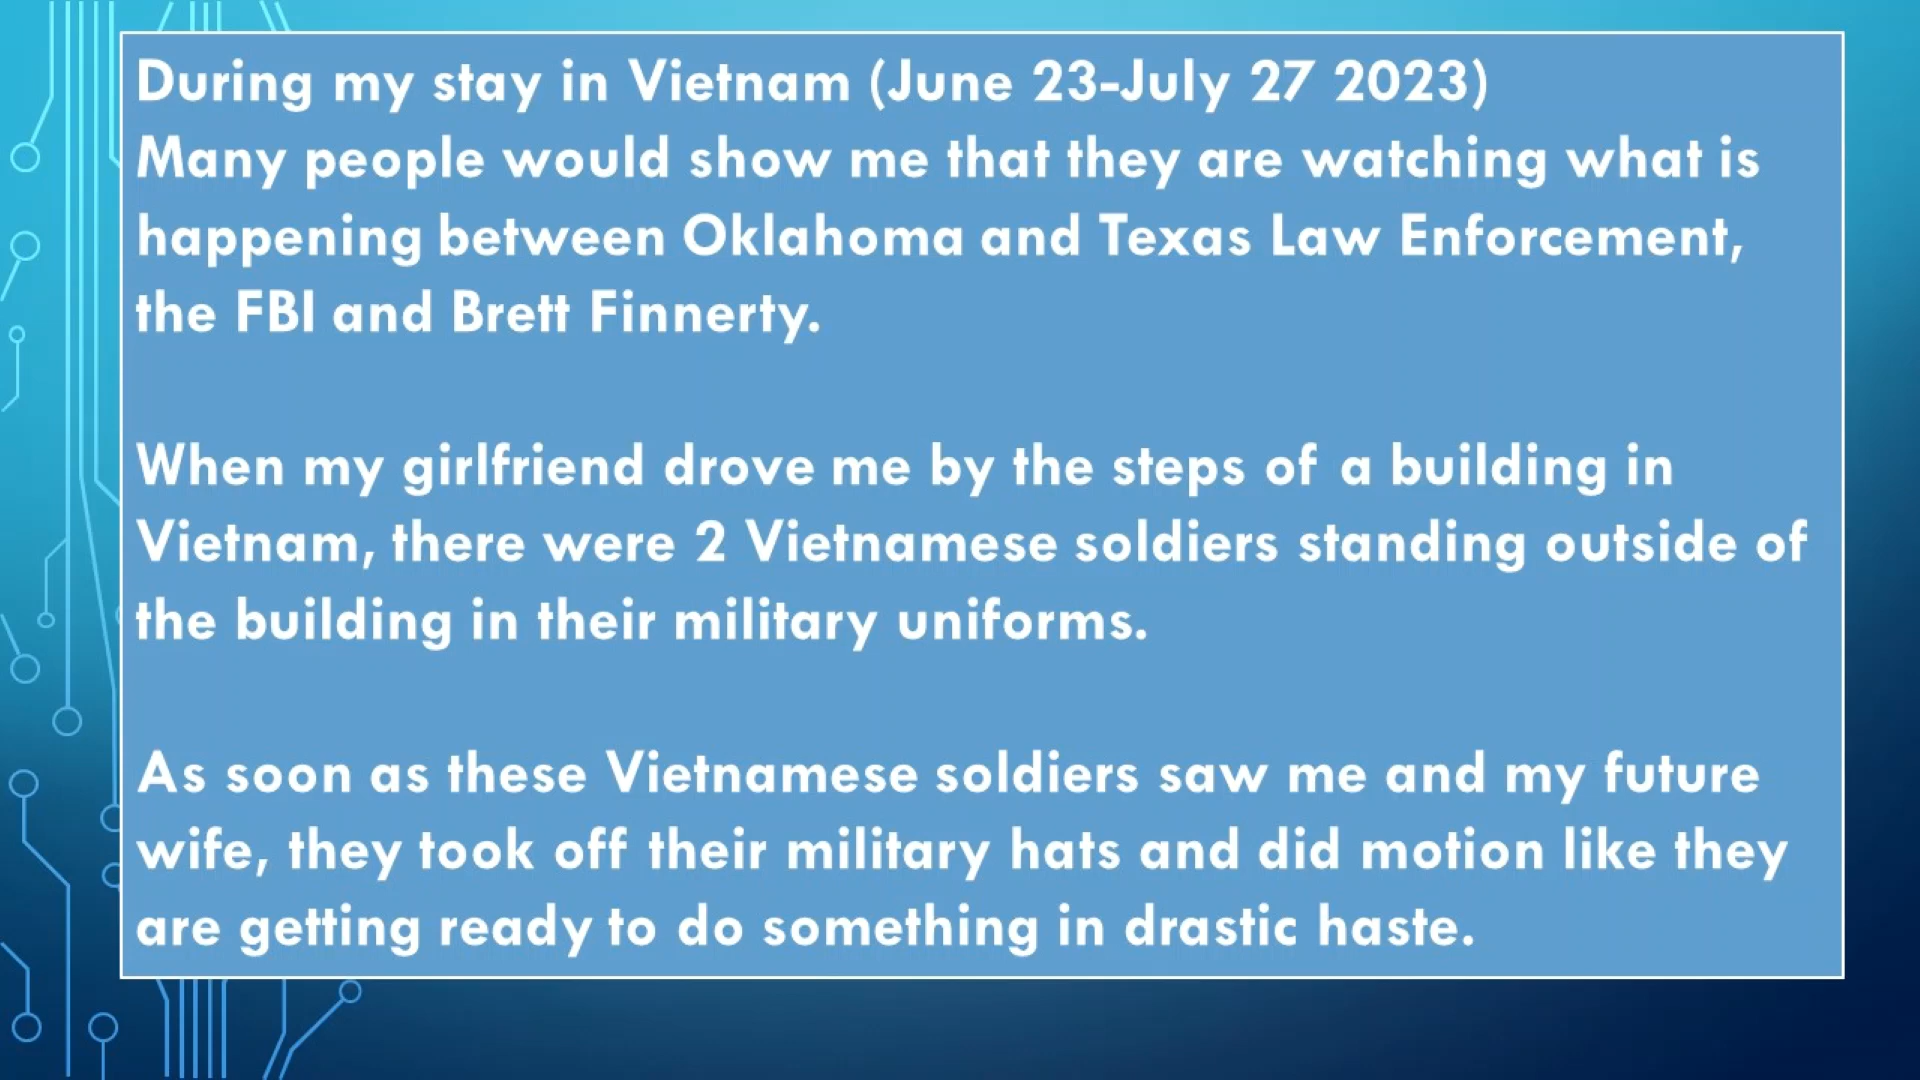 During my stay in Vietnam (June 23-July 27 2023)
Many people would show me that they are watching what is
happening between Oklahoma and Texas Law Enforcement,
the FBI and Brett Finnerty.
When my girlfriend drove me by the steps of a building in
Vietnam, there were 2 Vietnamese soldiers standing outside of
the building in their military uniforms.
As soon as these Vietnamese soldiers saw me and my future
wife, they took off their military hats and did motion like they
are getting ready to do something in drastic haste.